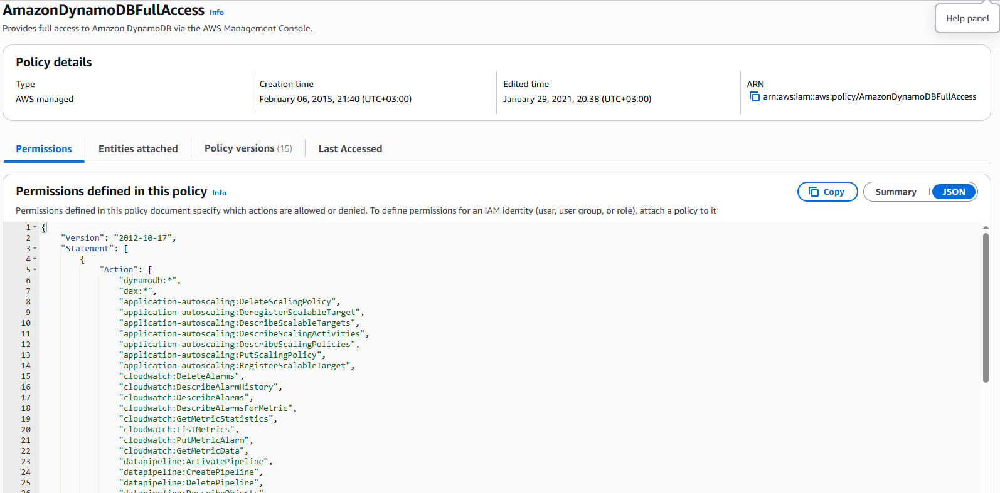 AmazonDynamoDBFullAccess Info
Provides full access to Amazon DynamoDB via the AWS Management Console.
Help panel
Policy details
Type
AWS managed
Creation time
February 06, 2015, 21:40 (UTC+03:00)
Edited time
January 29, 2021, 20:38 (UTC+03:00)
ARN
arn:aws:iam::aws:policy/AmazonDynamoDBFullAccess
Permissions
Entities attached
Policy versions (15)
Last Accessed
Permissions defined in this policy Info
Copy
Summary
JSON
Permissions defined in this policy document specify which actions are allowed or denied. To define permissions for an IAM identity (user, user group, or role), attach a policy to it
1 {
2 "Version": "2012-10-17",
3 "Statement": [
4 {
5 "Action": [
6 "dynamodb:*",
7 "dax:*",
8 "application-autoscaling:DeleteScalingPolicy",
9 "application-autoscaling:DeregisterScalableTarget",
10 "application-autoscaling:DescribeScalableTargets",
11 "application-autoscaling:DescribeScalingActivities",
12 "application-autoscaling:DescribeScalingPolicies",
13 "application-autoscaling:PutScalingPolicy",
14 "application-autoscaling:RegisterScalableTarget",
15 "cloudwatch:DeleteAlarms",
16 "cloudwatch:DescribeAlarmHistory",
17 "cloudwatch:DescribeAlarms",
18 "cloudwatch:DescribeAlarmsForMetric",
19 "cloudwatch:GetMetricStatistics",
20 "cloudwatch:ListMetrics",
21 "cloudwatch:PutMetricAlarm",
22 "cloudwatch:GetMetricData",
23 "datapipeline:ActivatePipeline",
24 "datapipeline:CreatePipeline",
25 "datapipeline:DeletePipeline",
26 "datapipeline:DescribeObjects",